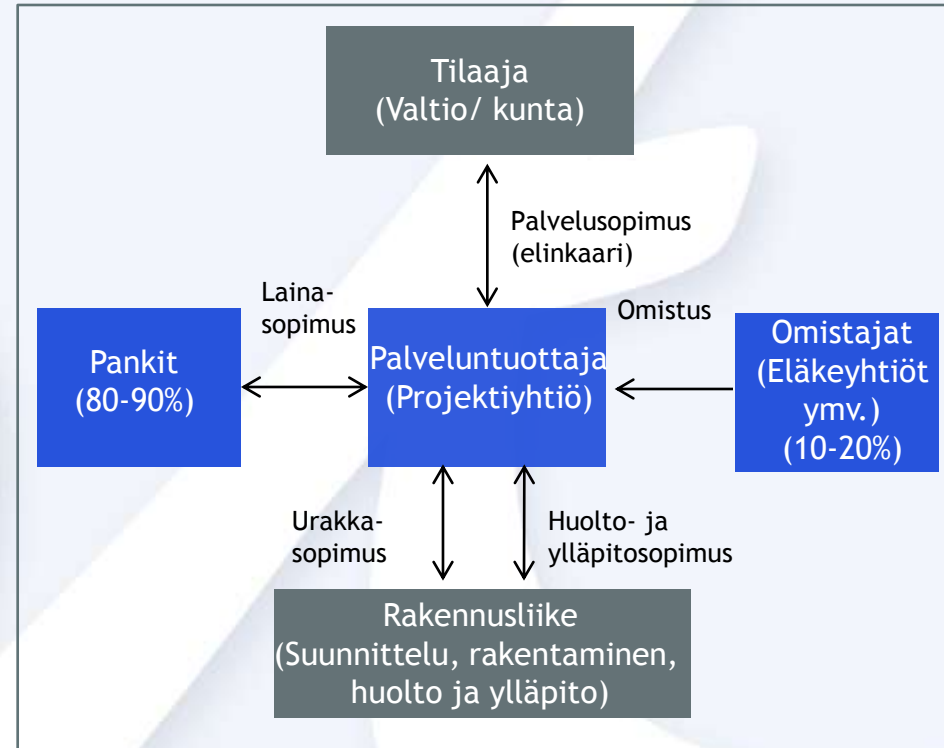 Tilaaja
(Valtio/ kunta)
Palvelusopimus
(elinkaari)
Laina-
sopimus
Omistus
Pankit
(80-90%)
Palveluntuottaja
(Projektiyhtiö)
Omistajat
(Eläkeyhtiöt
ymv.)
(10-20%)
Urakka-
sopimus
Huolto- ja
ylläpitosopimus
Rakennusliike
(Suunnittelu, rakentaminen,
huolto ja ylläpito)